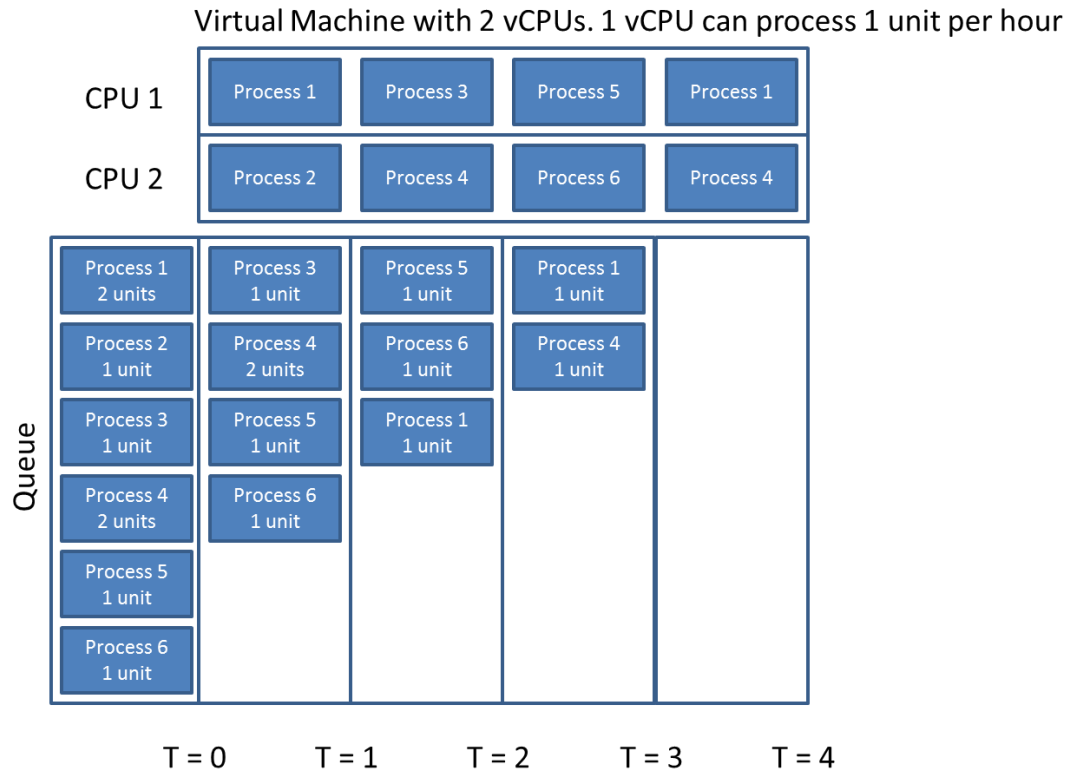 Virtual Machine with 2 vCPUs. 1 vCPU can process 1 unit per hour
CPU 1
Process 1
Process 3
Process 5
Process 1
CPU 2
Process 2
Process 4
Process 6
Process 4
Queue
Process 1
2 units
Process 3
1 unit
Process 5
1 unit
Process 1
1 unit
Process 2
1 unit
Process 4
2 units
Process 6
1 unit
Process 4
1 unit
Process 3
1 unit
Process 5
1 unit
Process 1
1 unit
Process 4
2 units
Process 6
1 unit
Process 5
1 unit
Process 6
1 unit
T = 0
T = 1
T = 2
T = 3
T = 4